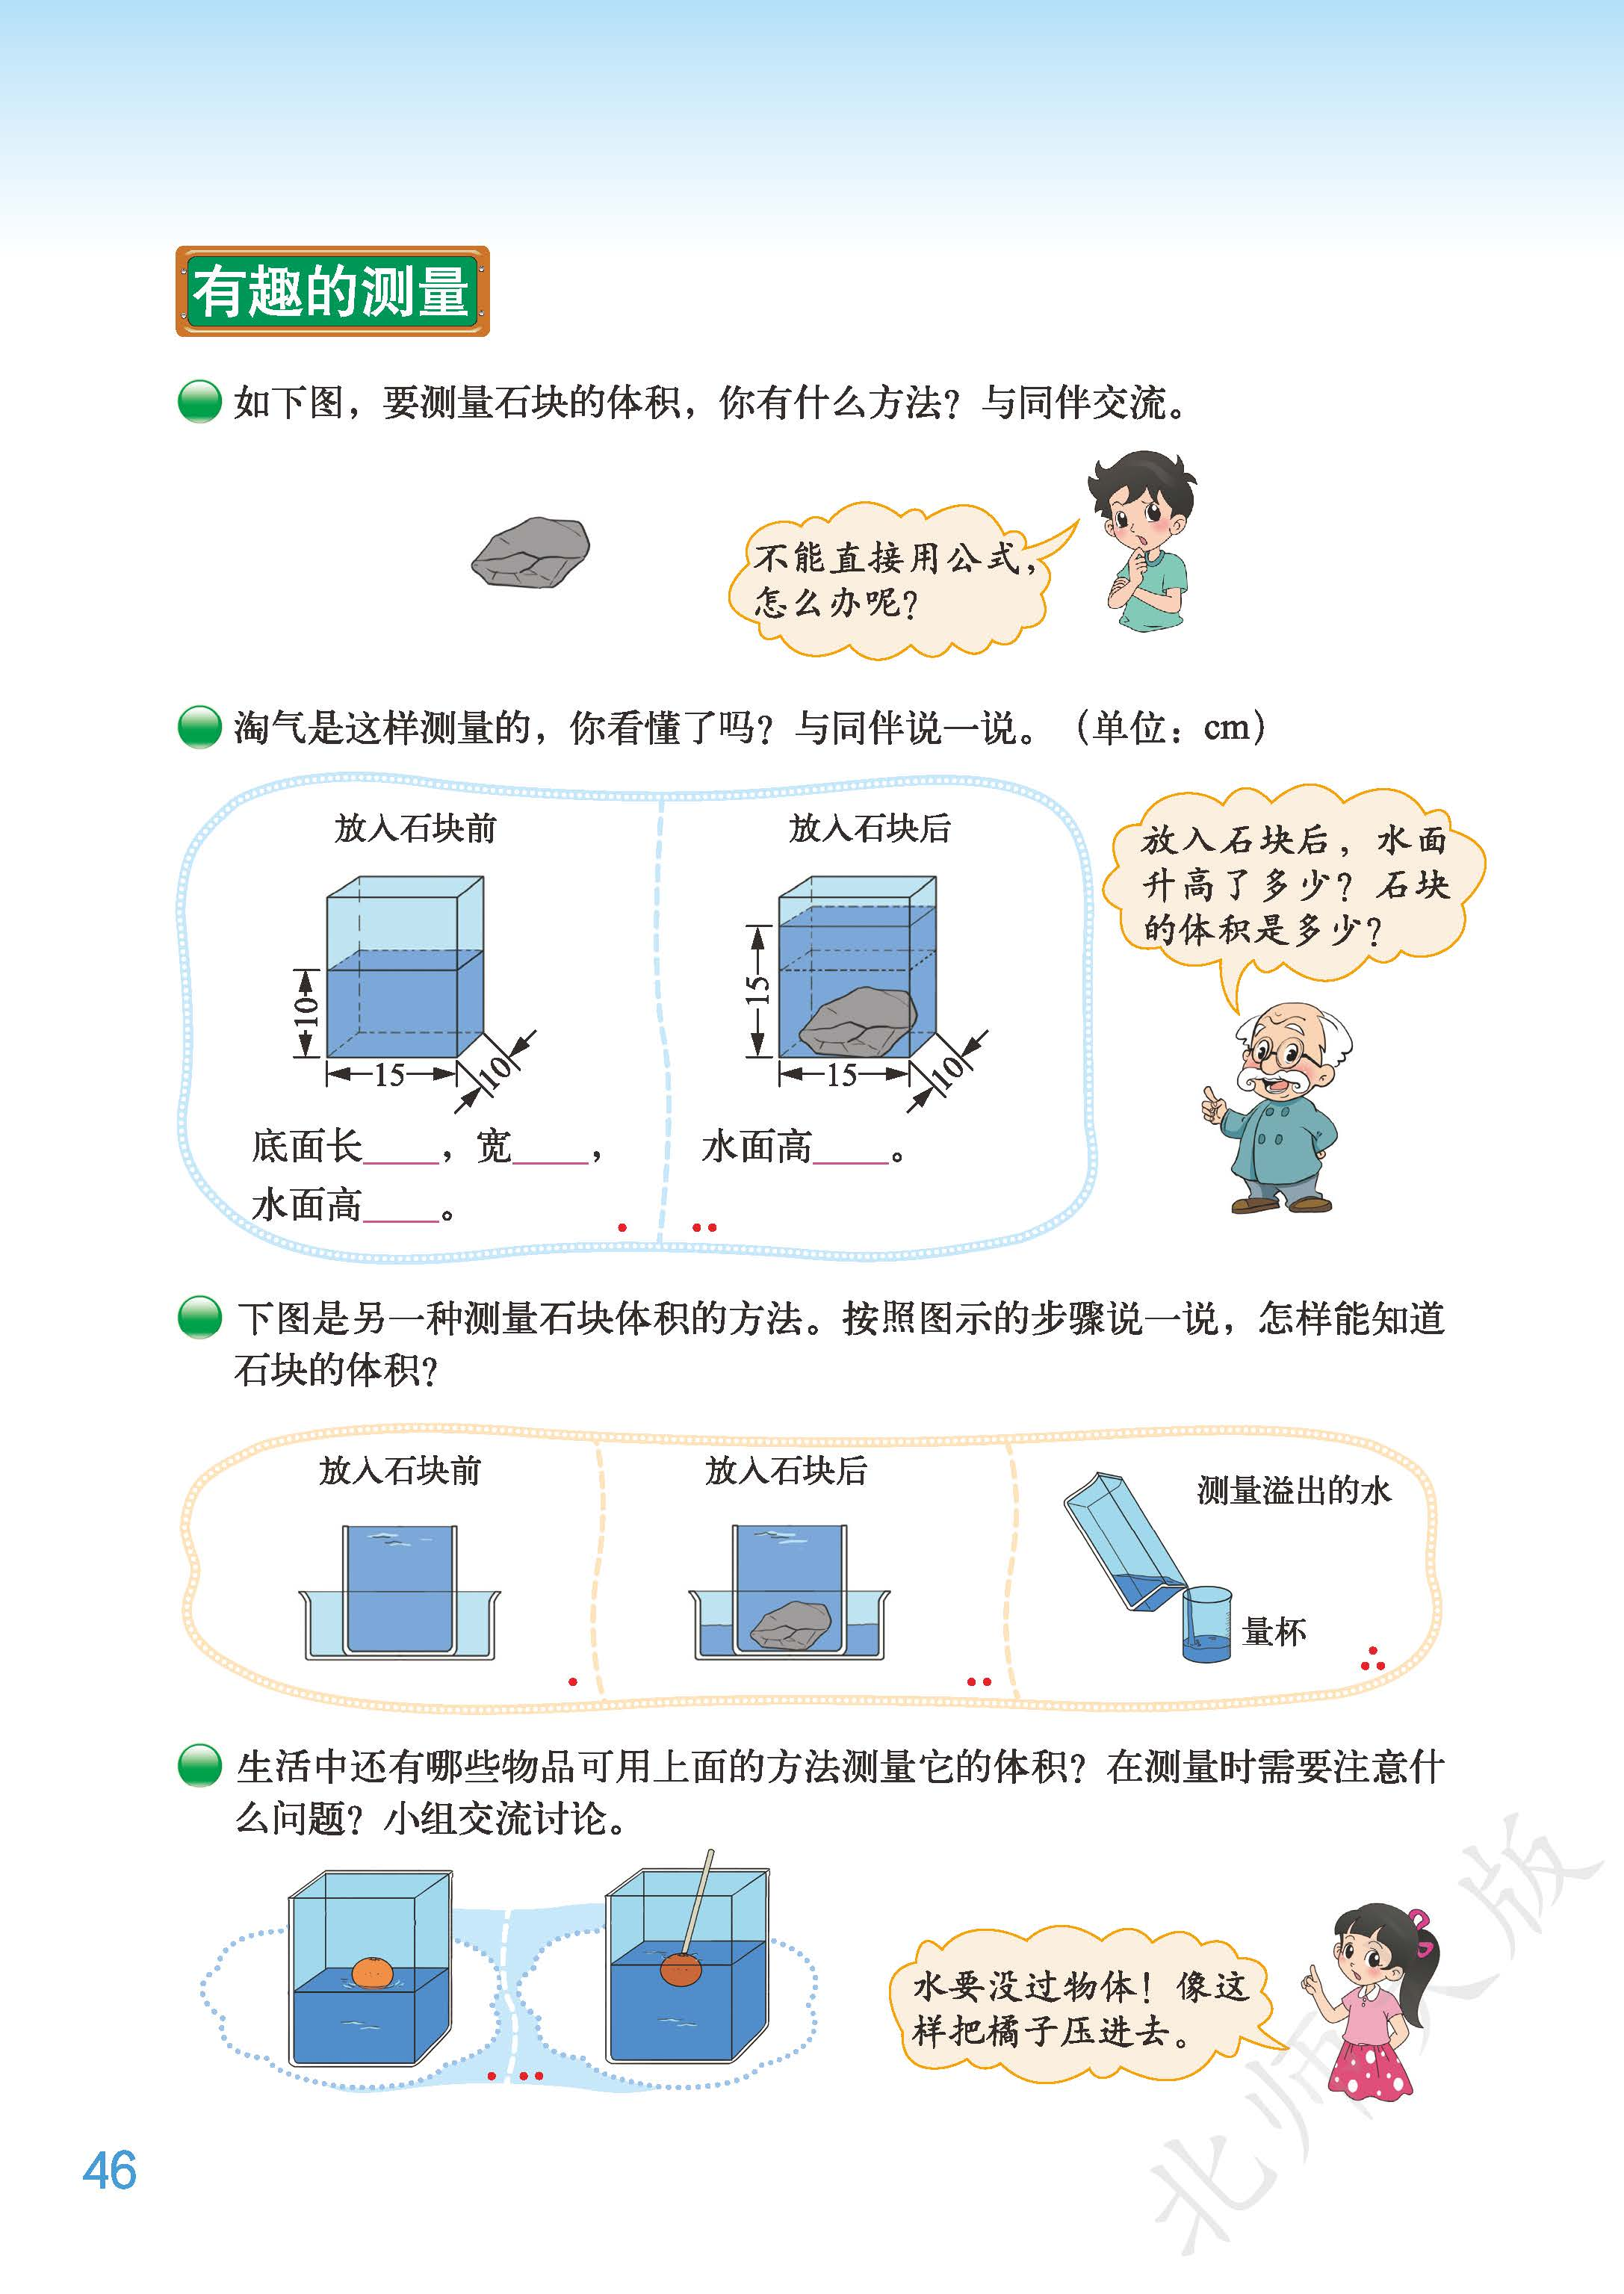 有趣的测量
如下图，要测量石块的体积，你有什么方法？与同伴交流。
不能直接用公式，
怎么办呢？
淘气是这样测量的，你看懂了吗？与同伴说一说。（单位：cm）
放入石块前
放入石块后
放入石块后，水面
升高了多少？石块
的体积是多少？
10
15
10
15
15
10
底面长____，宽____，
水面高____。
水面高____。
下图是另一种测量石块体积的方法。按照图示的步骤说一说，怎样能知道
石块的体积？
放入石块前
放入石块后
测量溢出的水
量杯
生活中还有哪些物品可用上面的方法测量它的体积？在测量时需要注意什
么问题？小组交流讨论。
水要没过物体！像这
样把橘子压进去。
46
北师大版